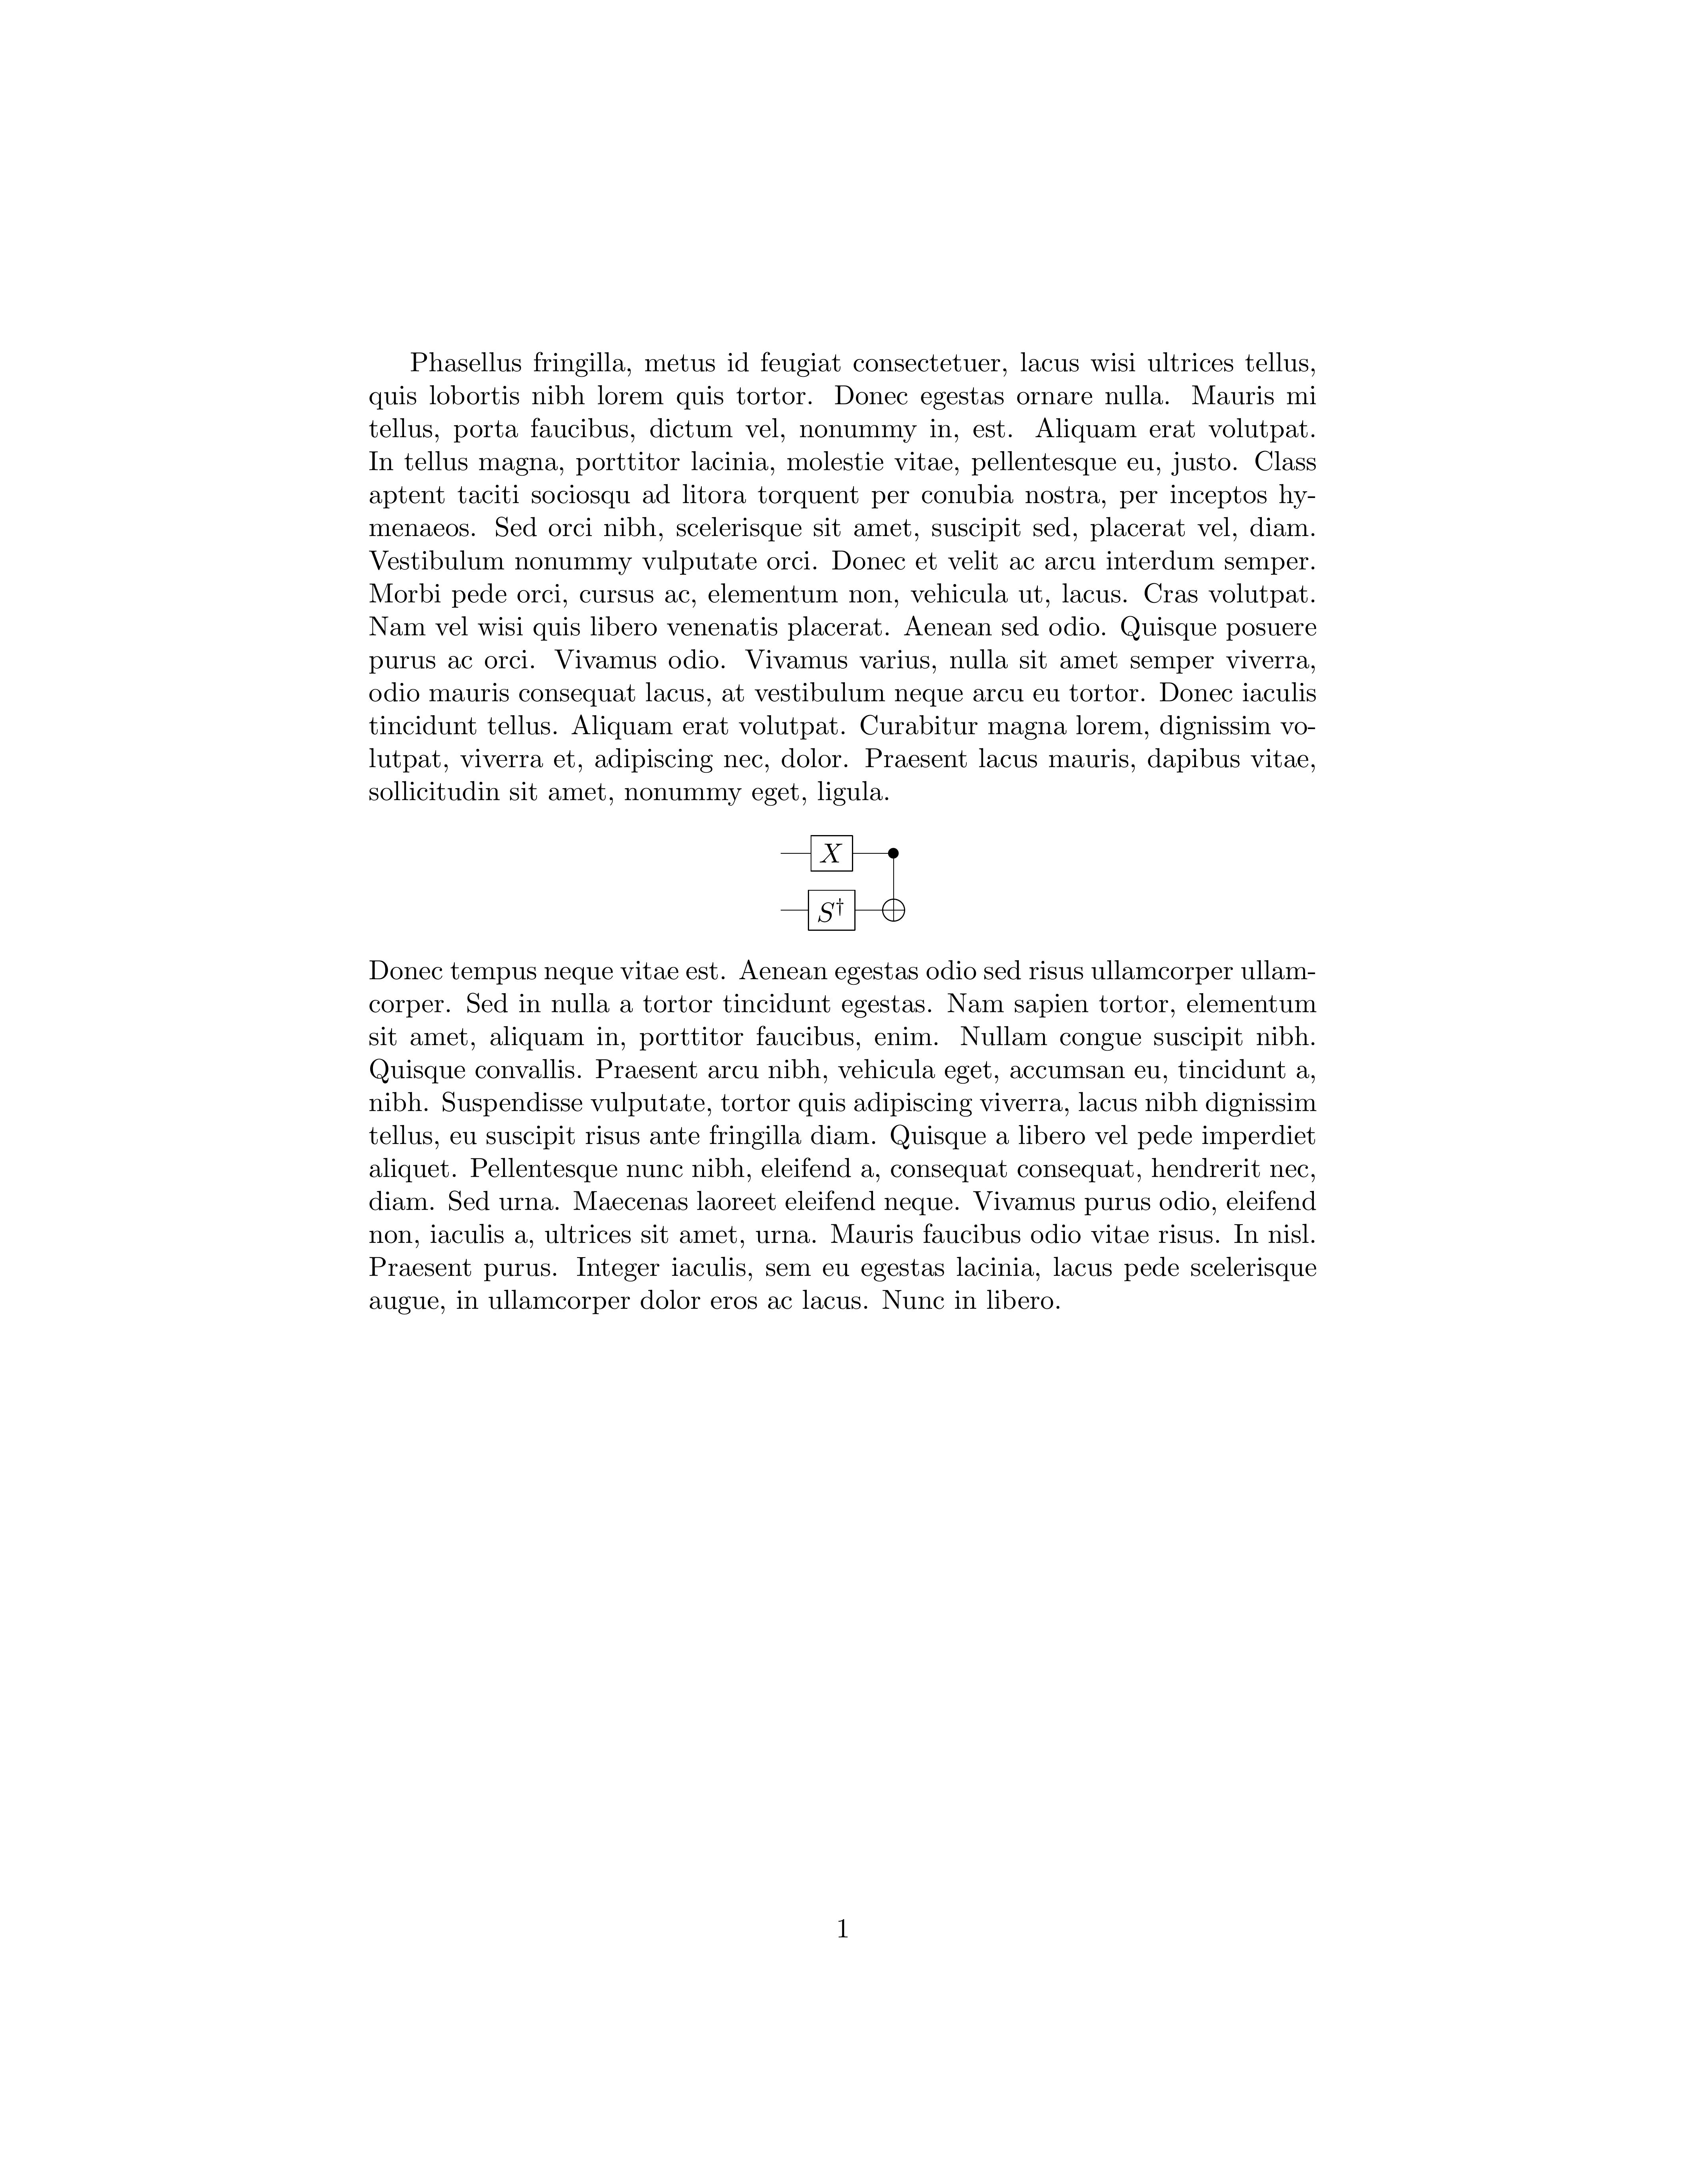 Phasellus fringilla, metus id feugiat consectetuer, lacus wisi ultrices tellus,
quis lobortis nibh lorem quis tortor. Donec egestas ornare nulla. Mauris mi
tellus, porta faucibus, dictum vel, nonummy in, est. Aliquam erat volutpat.
In tellus magna, porttitor lacinia, molestie vitae, pellentesque eu, justo. Class
aptent taciti sociosqu ad litora torquent per conubia nostra, per inceptos hy-
menaeos. Sed orci nibh, scelerisque sit amet, suscipit sed, placerat vel, diam.
Vestibulum nonummy vulputate orci. Donec et velit ac arcu interdum semper.
Morbi pede orci, cursus ac, elementum non, vehicula ut, lacus. Cras volutpat.
Nam vel wisi quis libero venenatis placerat. Aenean sed odio. Quisque posuere
purus ac orci. Vivamus odio. Vivamus varius, nulla sit amet semper viverra,
odio mauris consequat lacus, at vestibulum neque arcu eu tortor. Donec iaculis
tincidunt tellus. Aliquam erat volutpat. Curabitur magna lorem, dignissim vo-
lutpat, viverra et, adipiscing nec, dolor. Praesent lacus mauris, dapibus vitae,
sollicitudin sit amet, nonummy eget, ligula.
X
S†
Donec tempus neque vitae est. Aenean egestas odio sed risus ullamcorper ullam-
corper. Sed in nulla a tortor tincidunt egestas. Nam sapien tortor, elementum
sit amet, aliquam in, porttitor faucibus, enim. Nullam congue suscipit nibh.
Quisque convallis. Praesent arcu nibh, vehicula eget, accumsan eu, tincidunt a,
nibh. Suspendisse vulputate, tortor quis adipiscing viverra, lacus nibh dignissim
tellus, eu suscipit risus ante fringilla diam. Quisque a libero vel pede imperdiet
aliquet. Pellentesque nunc nibh, eleifend a, consequat consequat, hendrerit nec,
diam. Sed urna. Maecenas laoreet eleifend neque. Vivamus purus odio, eleifend
non, iaculis a, ultrices sit amet, urna. Mauris faucibus odio vitae risus. In nisl.
Praesent purus. Integer iaculis, sem eu egestas lacinia, lacus pede scelerisque
augue, in ullamcorper dolor eros ac lacus. Nunc in libero.
1